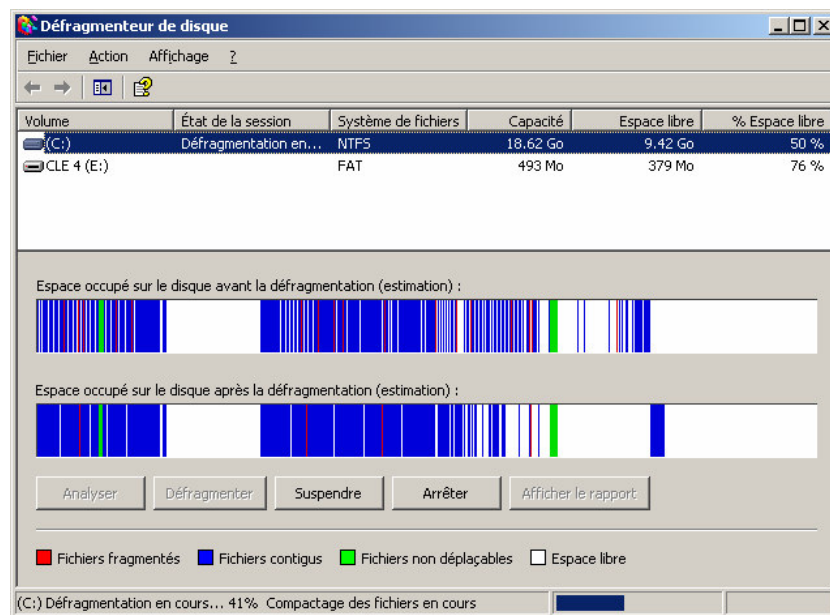 Défragmenteur de disque
Fichier Action Affichage ?
Volume État de la session Système de fichiers Capacité Espace libre % Espace libre
(C:) Défragmentation en... NTFS 18.62 Go 9.42 Go 50 %
CLE 4 (E:) FAT 493 Mo 379 Mo 76 %
Espace occupé sur le disque avant la défragmentation (estimation) :
Espace occupé sur le disque après la défragmentation (estimation) :
Analyser Défragmenter Suspendre Arrêter Afficher le rapport
Fichiers fragmentés Fichiers contigus Fichiers non déplaçables Espace libre
(C:) Défragmentation en cours... 41% Compactage des fichiers en cours